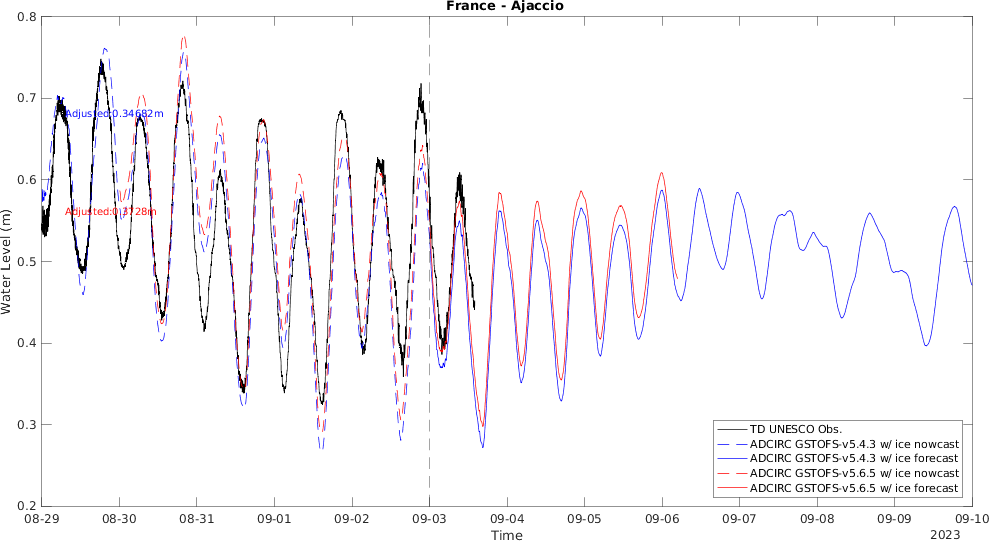 France - Ajaccio
0.8
0.7
0.6
0.5
0.4
0.3
0.2
Water Level (m)
Adjusted:0.34682m
Adjusted:0.3728m
TD UNESCO Obs.
ADCIRC GSTOFS-v5.4.3 w/ ice nowcast
ADCIRC GSTOFS-v5.4.3 w/ ice forecast
ADCIRC GSTOFS-v5.6.5 w/ ice nowcast
ADCIRC GSTOFS-v5.6.5 w/ ice forecast
08-29 08-30 08-31 09-01 09-02 09-03 09-04 09-05 09-06 09-07 09-08 09-09 09-10
Time
2023